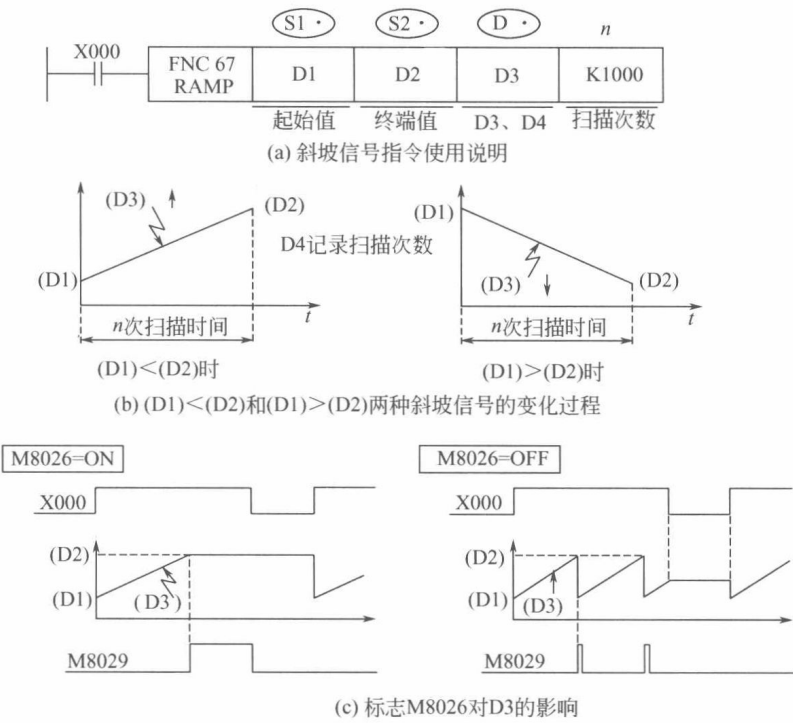 S1· S2· D· n
X000 FNC 67 RAMP D1 D2 D3 K1000
起始值 终端值 D3、D4 扫描次数
(a) 斜坡信号指令使用说明
(D3) (D2) (D1)
D4记录扫描次数
(D1) (D3) (D2)
n次扫描时间 t n次扫描时间 t
(D1)<(D2)时 (D1)>(D2)时
(b) (D1)<(D2)和(D1)>(D2)两种斜坡信号的变化过程
M8026=ON M8026=OFF
X000 X000
(D2) (D2)
(D1) (D3) (D1) (D3)
M8029 M8029
(c) 标志M8026对D3的影响